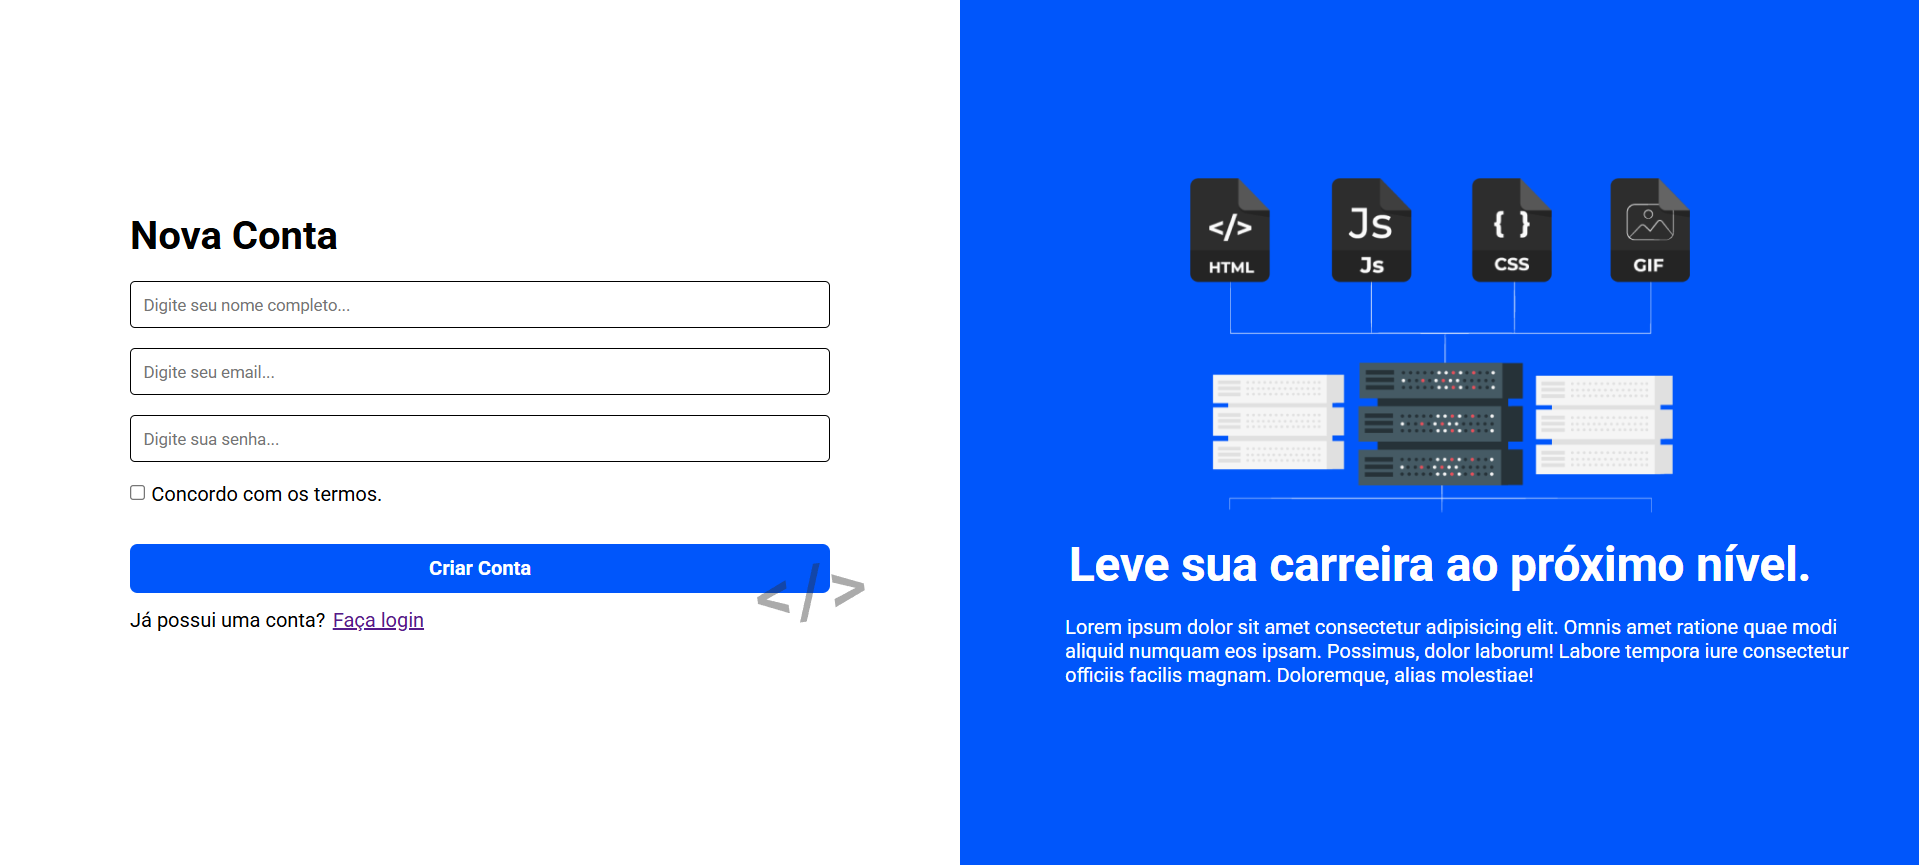 Nova Conta
Digite seu nome completo...
Digite seu email...
Digite sua senha...
Concordo com os termos.
Criar Conta
</>
Já possui uma conta? Faça login
</>
HTML
Js
Js
{ }
CSS
GIF
Leve sua carreira ao próximo nível.
Lorem ipsum dolor sit amet consectetur adipisicing elit. Omnis amet ratione quae modi
aliquid numquam eos ipsam. Possimus, dolor laborum! Labore tempora iure consectetur
officiis facilis magnam. Doloremque, alias molestiae!